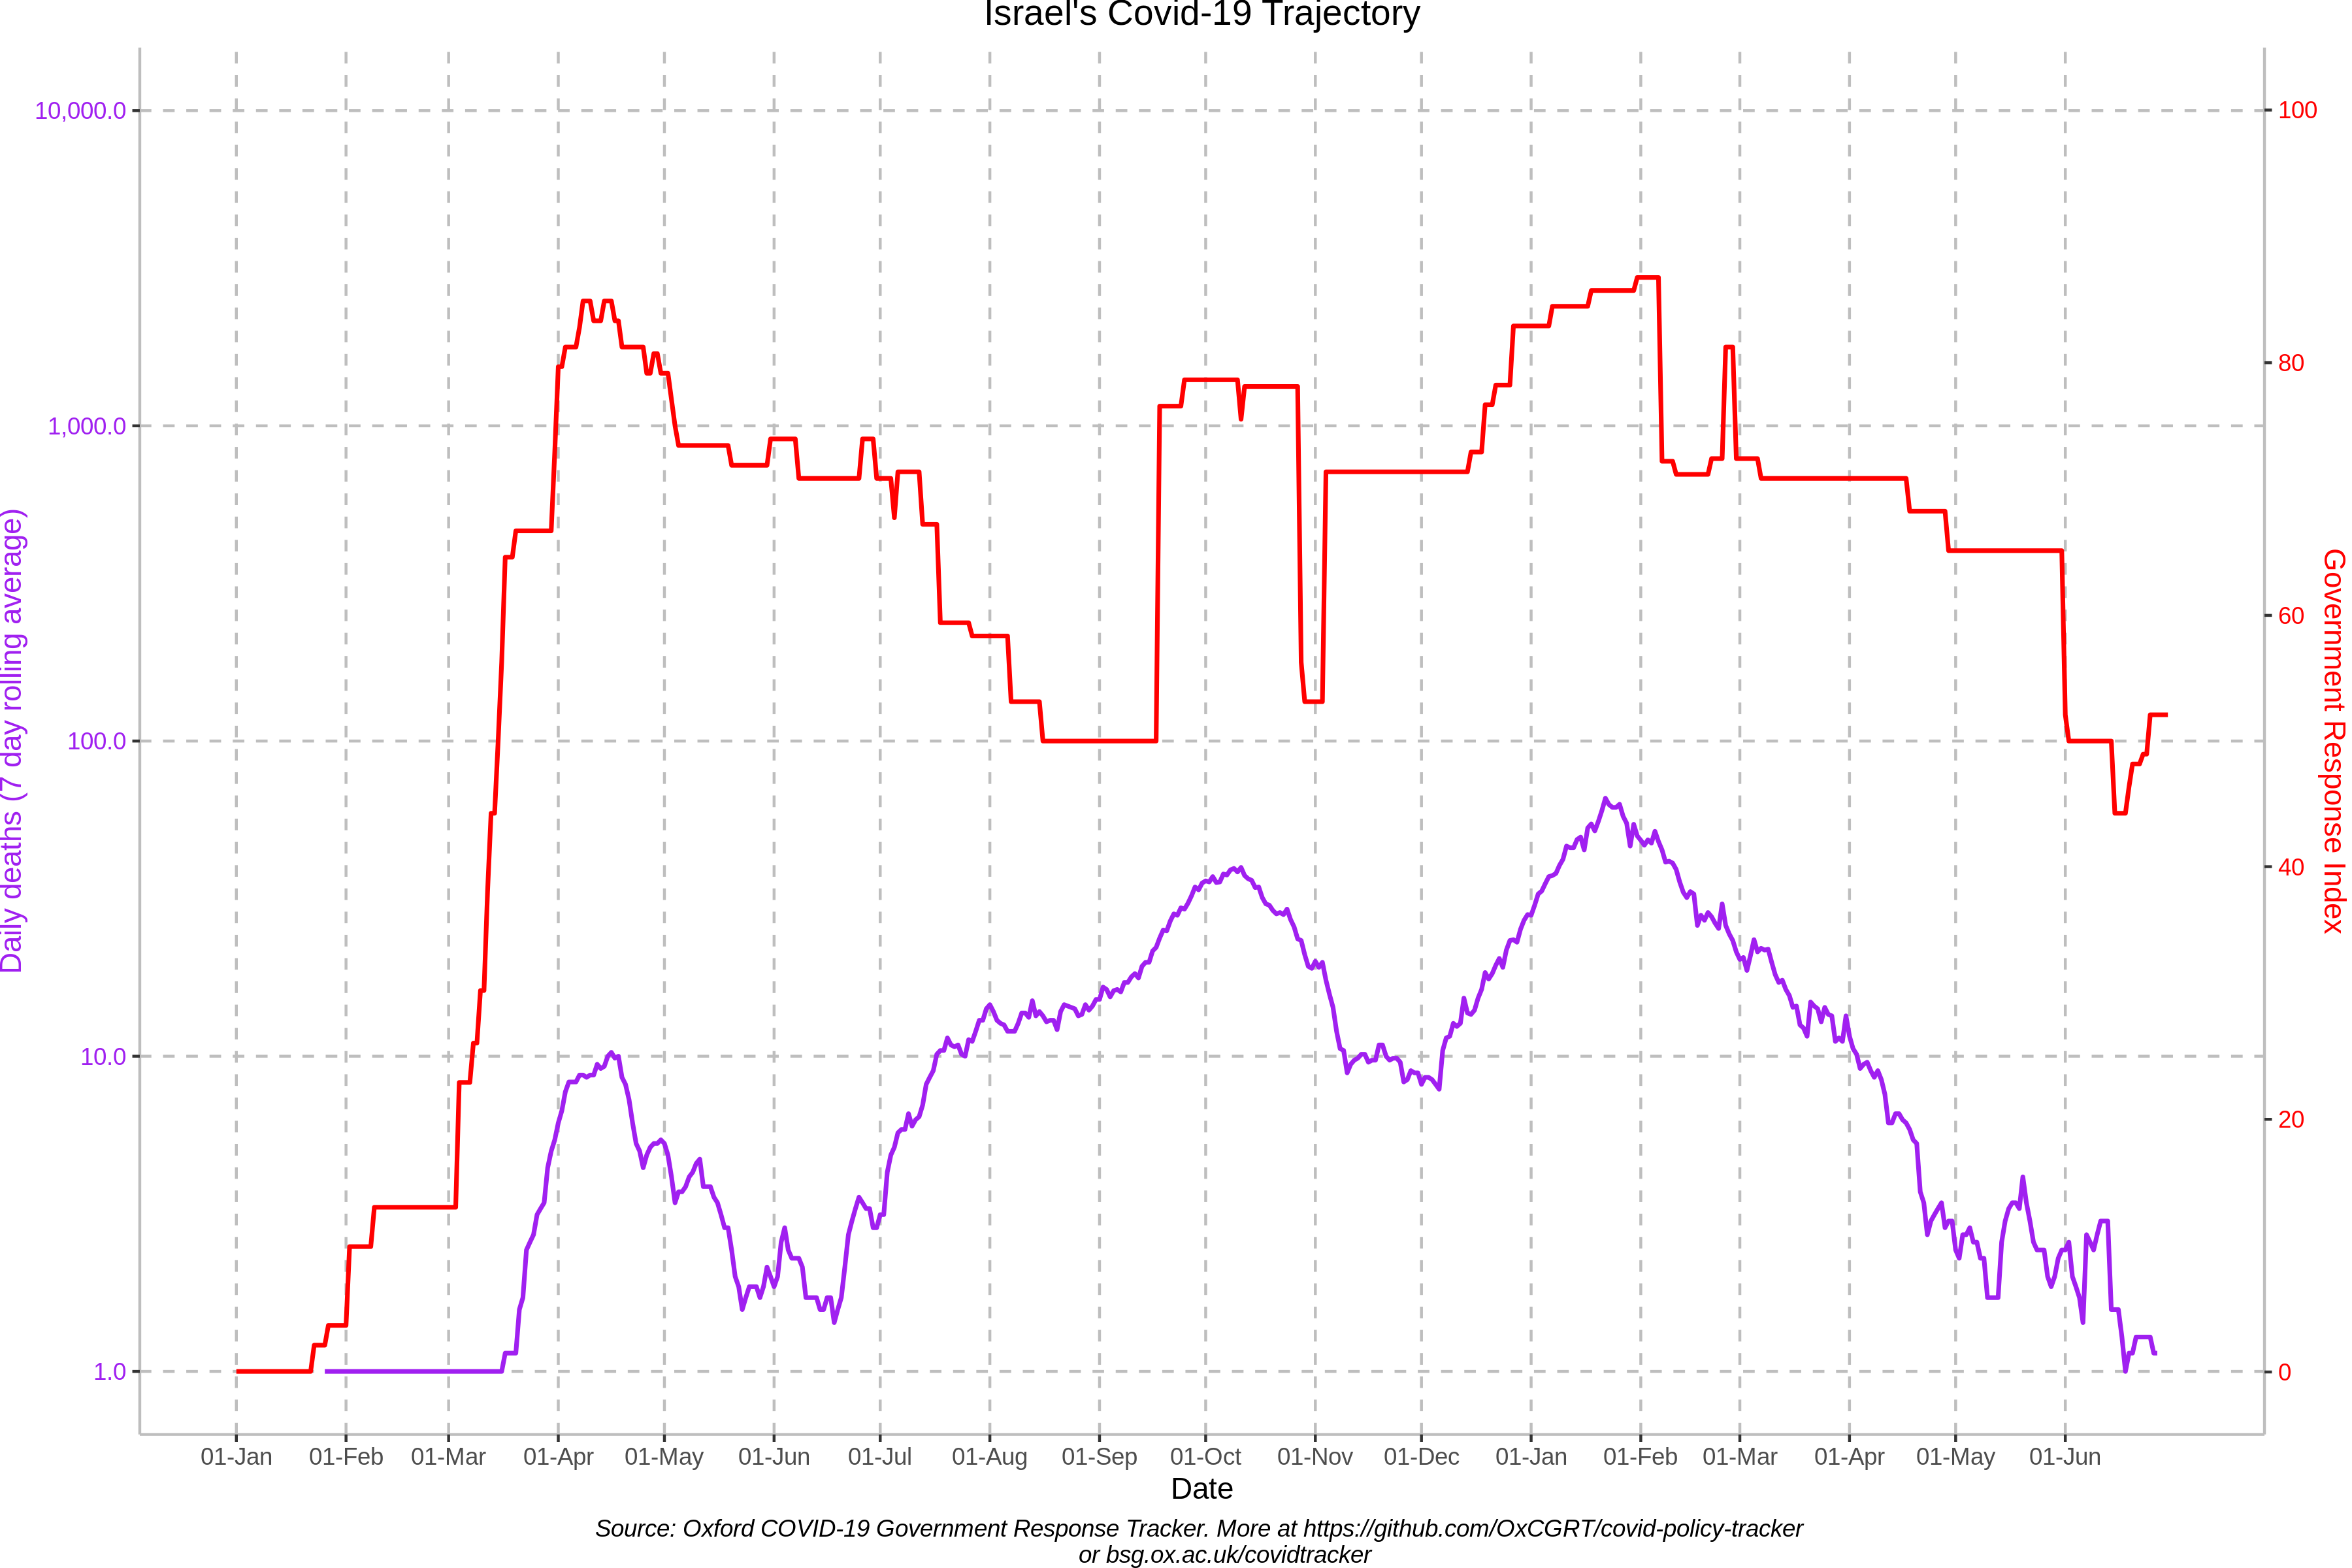 Israel's Covid-19 Trajectory
10,000.0
1,000.0
100.0
10.0
1.0
Daily deaths (7 day rolling average)
100
80
60
40
20
0
Government Response Index
01-Jan 01-Feb 01-Mar 01-Apr 01-May 01-Jun 01-Jul 01-Aug 01-Sep 01-Oct 01-Nov 01-Dec 01-Jan 01-Feb 01-Mar 01-Apr 01-May 01-Jun
Date
Source: Oxford COVID-19 Government Response Tracker. More at https://github.com/OxCGRT/covid-policy-tracker
or bsg.ox.ac.uk/covidtracker